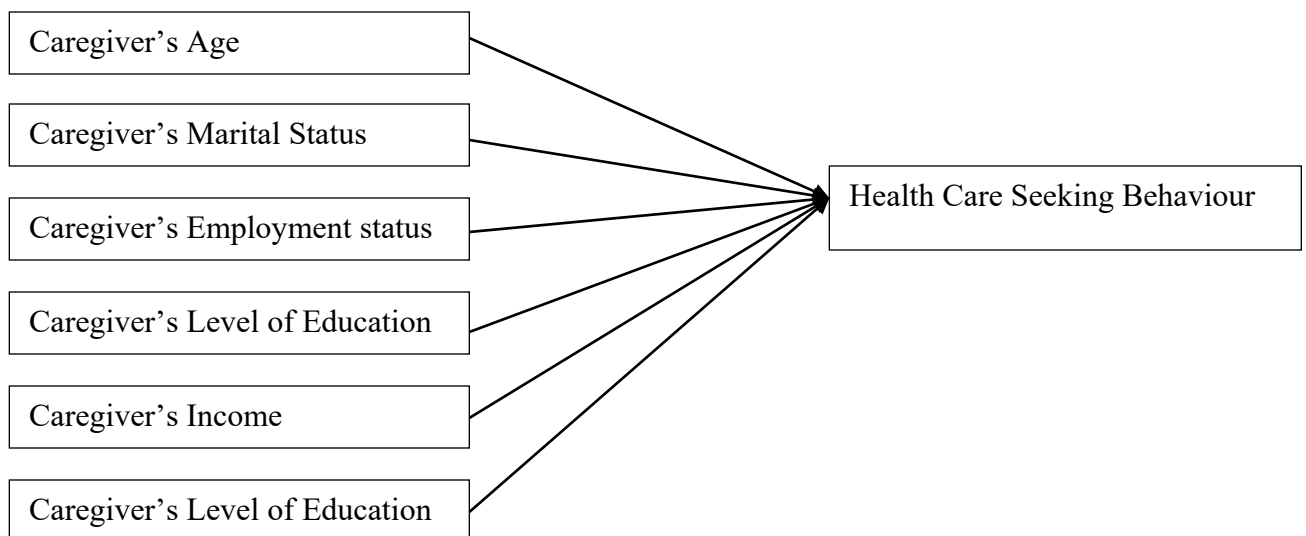 Caregiver’s Age
Caregiver’s Marital Status
Caregiver’s Employment status
Caregiver’s Level of Education
Caregiver’s Income
Caregiver’s Level of Education
Health Care Seeking Behaviour